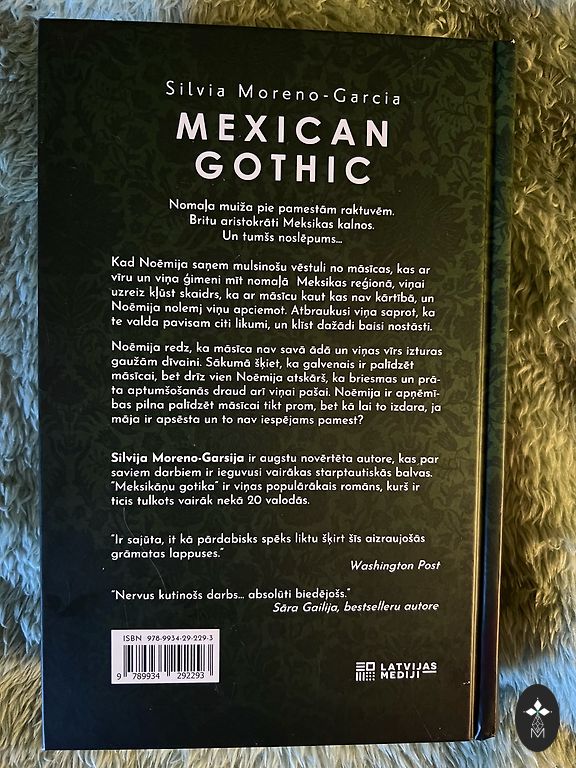 Silvia Moreno-Garcia
MEXICAN
GOTHIC
Nomaļa muiža pie pamestām raktuvēm.
Britu aristokrāti Meksikas kalnos.
Un tumšs noslēpums...
Kad Noēmija saņem mulsinošu vēstuli no māsīcas, kas ar
vīru un viņa ģimeni mīt nomaļā Meksikas reģionā, viņai
uzreiz kļūst skaidrs, ka ar māsīcu kaut kas nav kārtībā, un
Noēmija nolemj viņu apciemot. Atbraukusi viņa saprot, ka
te valda pavisam citi likumi, un klīst dažādi baisi nostāsti.
Noēmija redz, ka māsīca nav savā ādā un viņas vīrs izturas
gaužām dīvaini. Sākumā šķiet, ka galvenais ir palīdzēt
māsīcai, bet drīz vien Noēmija atskārš, ka briesmas un prā-
ta aptumšošanās draud arī viņai pašai. Noēmija ir apņēmī-
bas pilna palīdzēt māsīcai tikt prom, bet kā lai to izdara, ja
māja ir apsēsta un to nav iespējams pamest?
Silvija Moreno-Garsija ir augstu novērtēta autore, kas par
saviem darbiem ir ieguvusi vairākas starptautiskās balvas.
“Meksikāņu gotika” ir viņas populārākais romāns, kurš ir
ticis tulkots vairāk nekā 20 valodās.
“Ir sajūta, it kā pārdabisks spēks liktu šķirt šīs aizraujošās
grāmatas lappuses.”
Washington Post
“Nervus kutinošs darbs... absolūti biedējošs.”
Sāra Gailija, bestselleru autore
ISBN 978-9934-29-229-3
9 789934 292293
LATVIJAS
MEDIJI
M